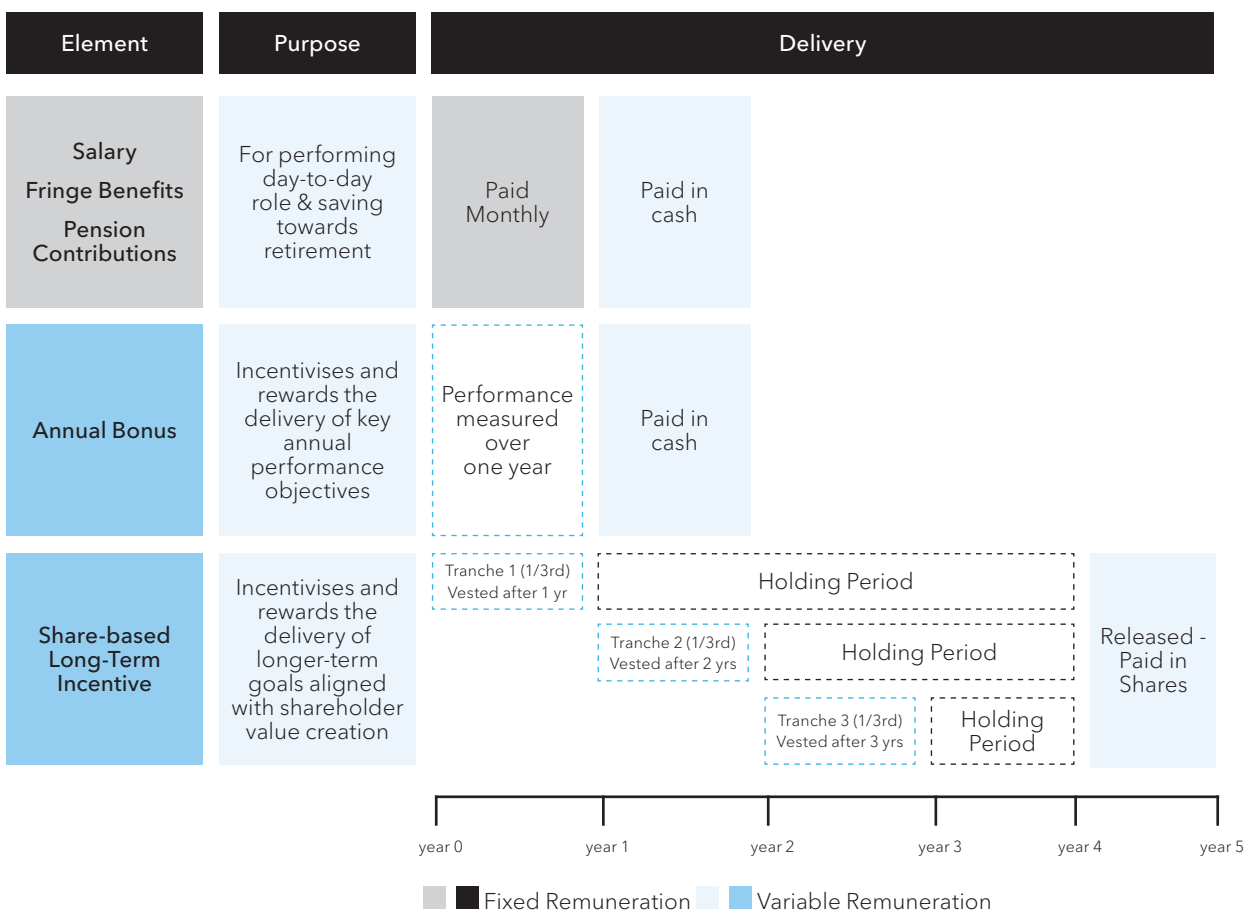 Element
Purpose
Delivery
Salary
Fringe Benefits
Pension
Contributions
For performing
day-to-day
role & saving
towards
retirement
Paid
Monthly
Paid in
cash
Annual Bonus
Incentivises and
rewards the
delivery of key
annual
performance
objectives
Performance
measured
over
one year
Paid in
cash
Share-based
Long-Term
Incentive
Incentivises and
rewards the
delivery of
longer-term
goals aligned
with shareholder
value creation
Tranche 1 (1/3rd)
Vested after 1 yr
Holding Period
Tranche 2 (1/3rd)
Vested after 2 yrs
Holding Period
Tranche 3 (1/3rd)
Vested after 3 yrs
Holding
Period
Released -
Paid in
Shares
year 0
year 1
year 2
year 3
year 4
year 5
Fixed Remuneration
Variable Remuneration